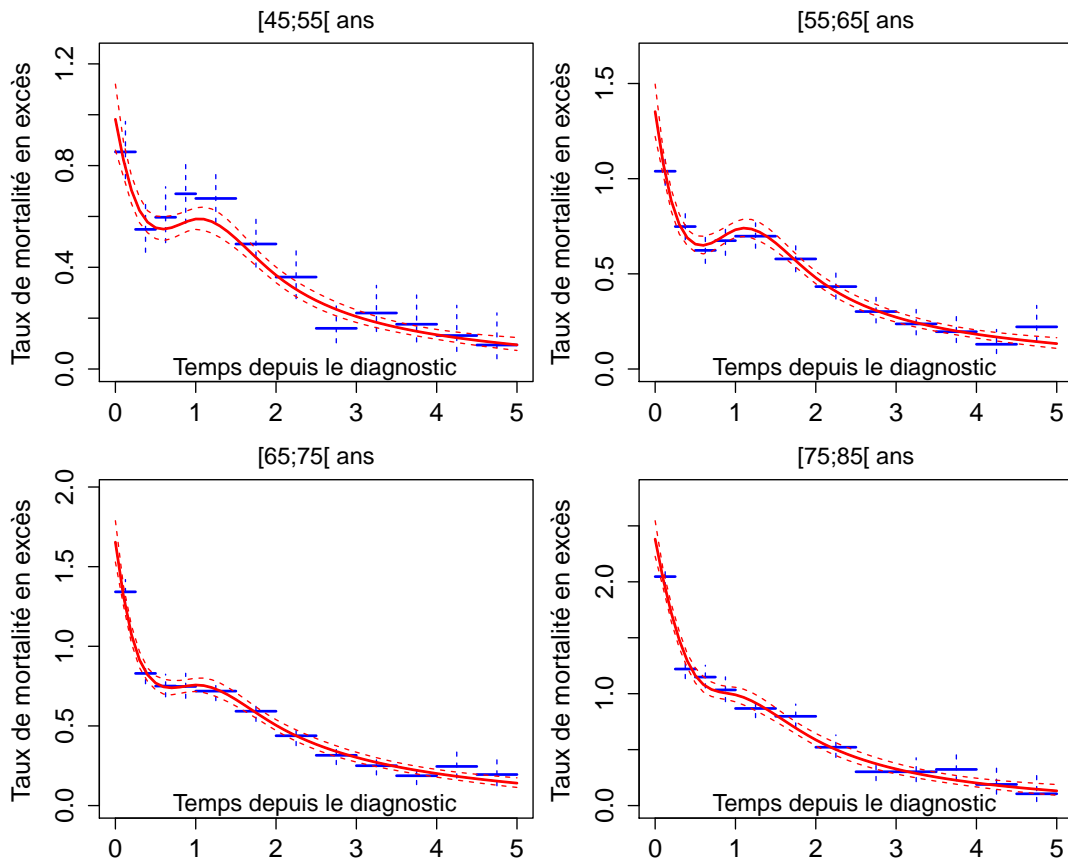 [45;55[ ans
Taux de mortalité en excès
0.0 0.4 0.8 1.2
Temps depuis le diagnostic
0 1 2 3 4 5
[55;65[ ans
Taux de mortalité en excès
0.0 0.5 1.0 1.5
Temps depuis le diagnostic
0 1 2 3 4 5
[65;75[ ans
Taux de mortalité en excès
0.0 0.5 1.0 1.5 2.0
Temps depuis le diagnostic
0 1 2 3 4 5
[75;85[ ans
Taux de mortalité en excès
0.0 1.0 2.0
Temps depuis le diagnostic
0 1 2 3 4 5